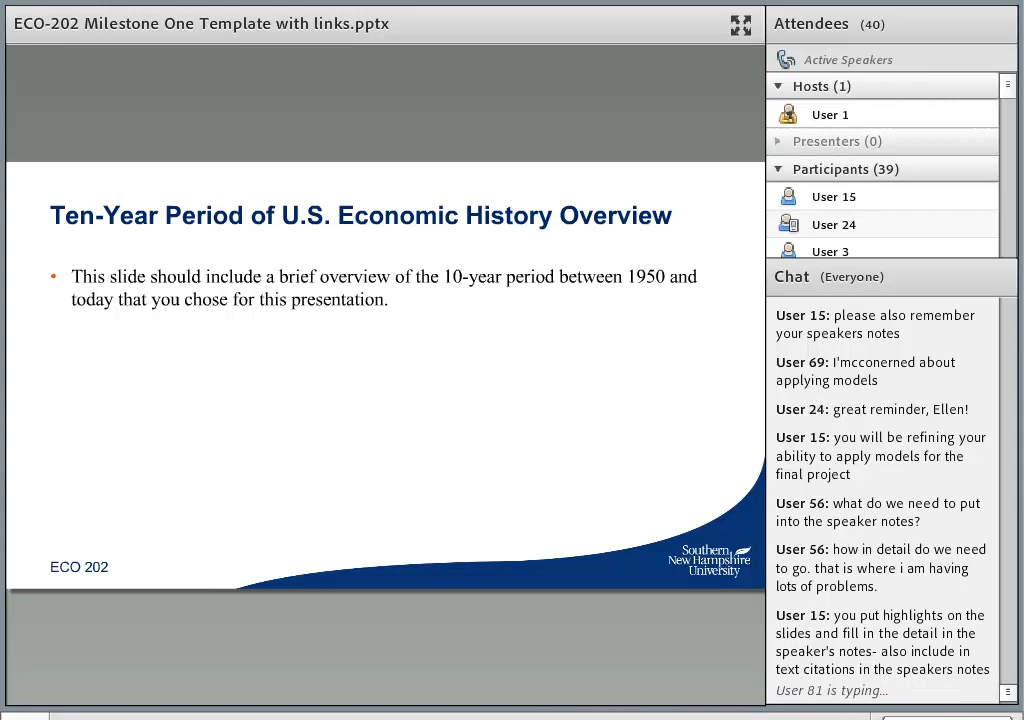 ECO-202 Milestone One Template with links.pptx
Ten-Year Period of U.S. Economic History Overview
• This slide should include a brief overview of the 10-year period between 1950 and
today that you chose for this presentation.
ECO 202
Southern
New Hampshire
University
Attendees (40)
Active Speakers
Hosts (1)
User 1
Presenters (0)
Participants (39)
User 15
User 24
User 3
Chat (Everyone)
User 15: please also remember
your speakers notes
User 69: I'mcconerned about
applying models
User 24: great reminder, Ellen!
User 15: you will be refining your
ability to apply models for the
final project
User 56: what do we need to put
into the speaker notes?
User 56: how in detail do we need
to go. that is where i am having
lots of problems.
User 15: you put highlights on the
slides and fill in the detail in the
speaker's notes- also include in
text citations in the speakers notes
User 81 is typing...